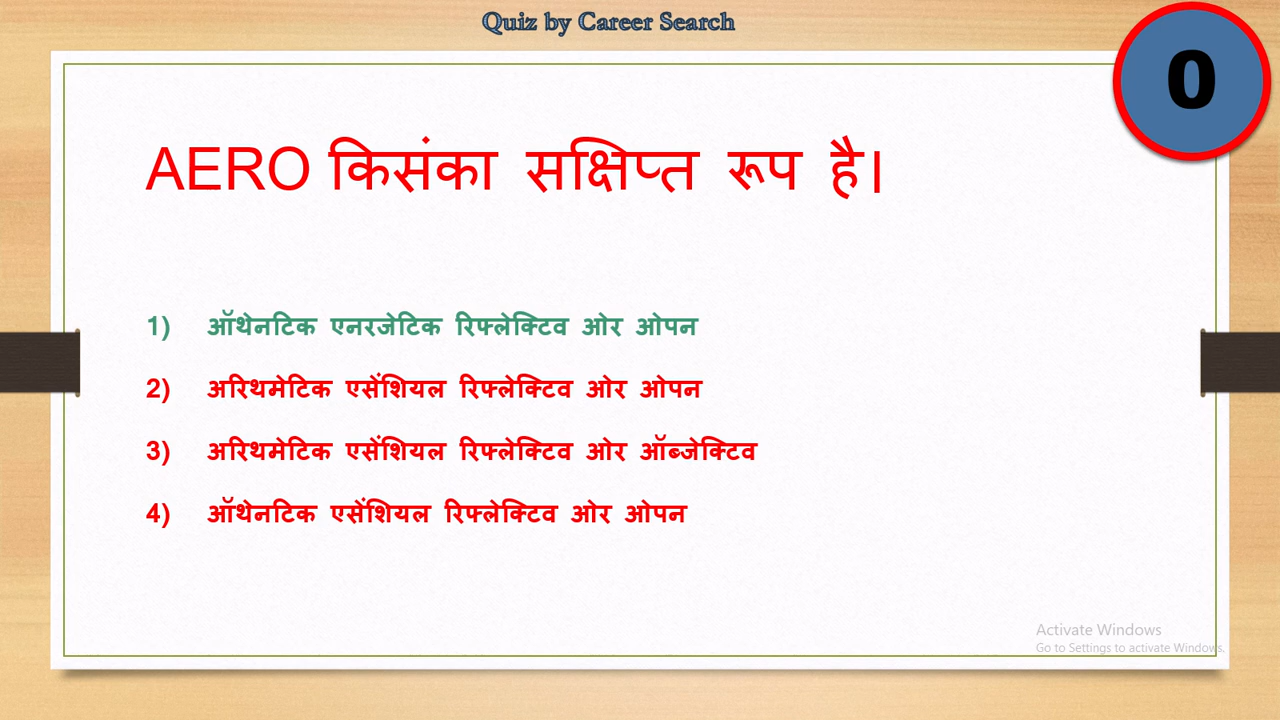 Quiz by Career Search
0
AERO किसंका सक्षिप्त रूप है।
1) ऑथेनटिक एनरजेटिक रिफ्लेक्टिव ओर ओपन
2) अरिथमेटिक एसेंशियल रिफ्लेक्टिव ओर ओपन
3) अरिथमेटिक एसेंशियल रिफ्लेक्टिव ओर ऑब्जेक्टिव
4) ऑथेनटिक एसेंशियल रिफ्लेक्टिव ओर ओपन
Activate Windows
Go to Settings to activate Windows.